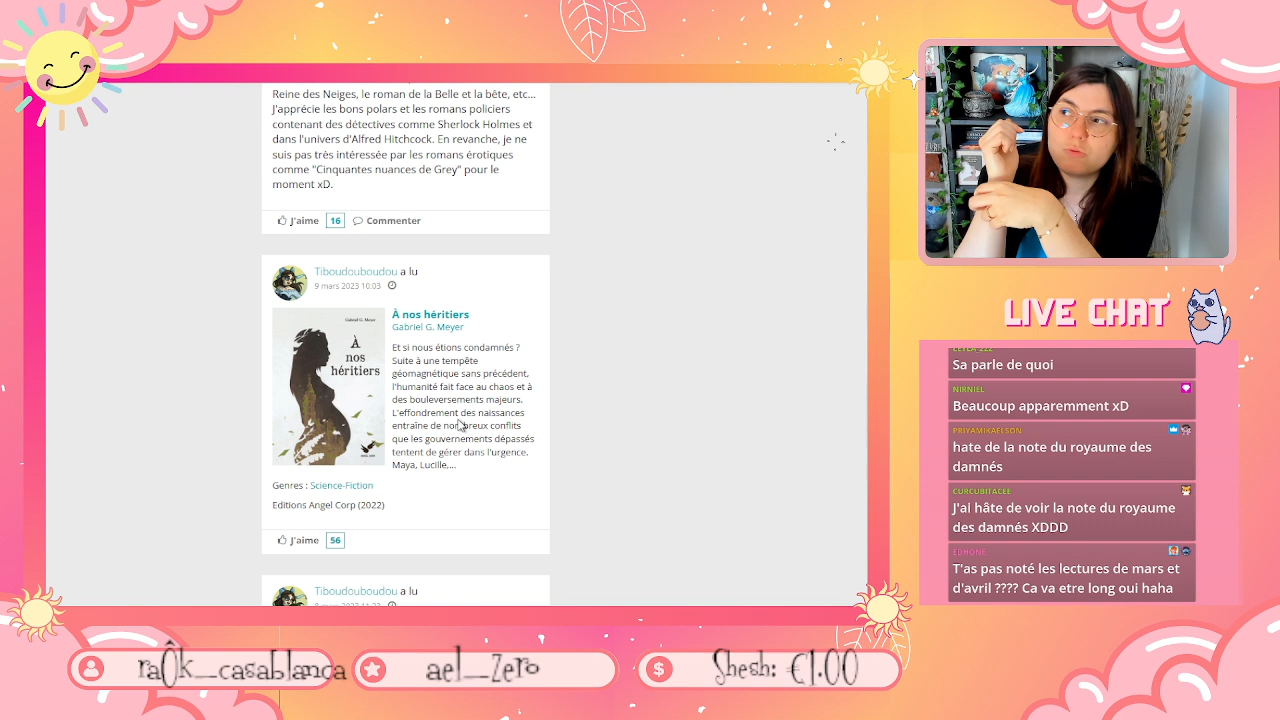 Reine des Neiges, le roman de la Belle et la bête, etc...
J'apprécie les bons polars et les romans policiers
contenant des détectives comme Sherlock Holmes et
dans l'univers d'Alfred Hitchcock. En revanche, je ne
suis pas très intéressée par les romans érotiques
comme "Cinquantes nuances de Grey" pour le
moment xD.
J'aime 16 Commenter
Tiboudouboudou a lu
9 mars 2023 10:03
Gabriel G. Meyer
À
nos
héritiers
À nos héritiers
Gabriel G. Meyer
Et si nous étions condamnés ?
Suite à une tempête
géomagnétique sans précédent,
l'humanité fait face au chaos et à
des bouleversements majeurs.
L'effondrement des naissances
entraîne de nombreux conflits
que les gouvernements dépassés
tentent de gérer dans l'urgence.
Maya, Lucille,...
Genres : Science-Fiction
Editions Angel Corp (2022)
J'aime 56
Tiboudouboudou a lu
LIVE CHAT
Sa parle de quoi
NIRNIEL
Beaucoup apparemment xD
PRIYAMIKAELSON
hate de la note du royaume des
damnés
CURCUBITACEE
J'ai hâte de voir la note du royaume
des damnés XDDD
EDHONE
T'as pas noté les lectures de mars et
d'avril ???? Ca va etre long oui haha
ra0k_casablanca
ael_Zero
Shesh: €1.00